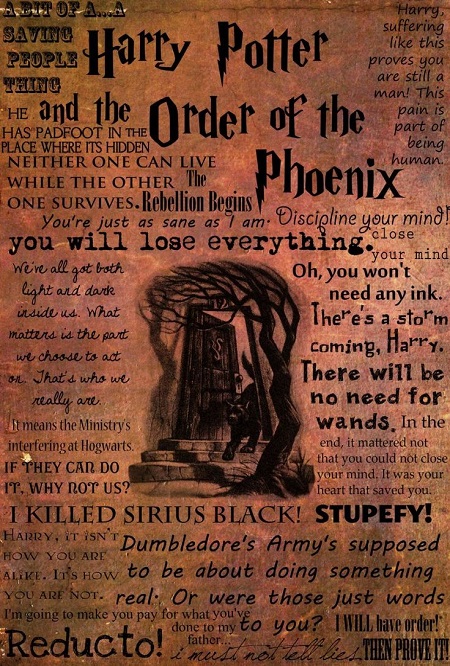 A BIT OF A...A
SAVING
PEOPLE
THING
Harry Potter
and the Order of the
Phoenix
Harry,
suffering
like this
proves you
are still a
man! This
pain is
part of
being
human.
HE
HAS PADFOOT IN THE
PLACE WHERE ITS HIDDEN
NEITHER ONE CAN LIVE
WHILE THE OTHER
ONE SURVIVES.
The
Rebellion Begins
You're just as sane as I am.
Discipline your mind!
you will lose everything.
close
your mind
We've all got both
light and dark
inside us. What
matters is the part
we choose to act
on. That's who we
really are.
Oh, you won't
need any ink.
There's a storm
coming, Harry.
There will be
no need for
wands.
In the
end, it mattered not
that you could not close
your mind. It was your
heart that saved you.
It means the Ministry's
interfering at Hogwarts.
IF THEY CAN DO
IT, WHY NOT US?
I KILLED SIRIUS BLACK!
STUPEFY!
HARRY, IT ISN'T
HOW YOU ARE
ALIKE. IT'S HOW
YOU ARE NOT.
Dumbledore's Army's supposed
to be about doing something
real. Or were those just words
to you?
I'm going to make you pay for what you've
done to my
father...
I WILL have order!
Reducto!
i must not tell lies.
THEN PROVE IT!